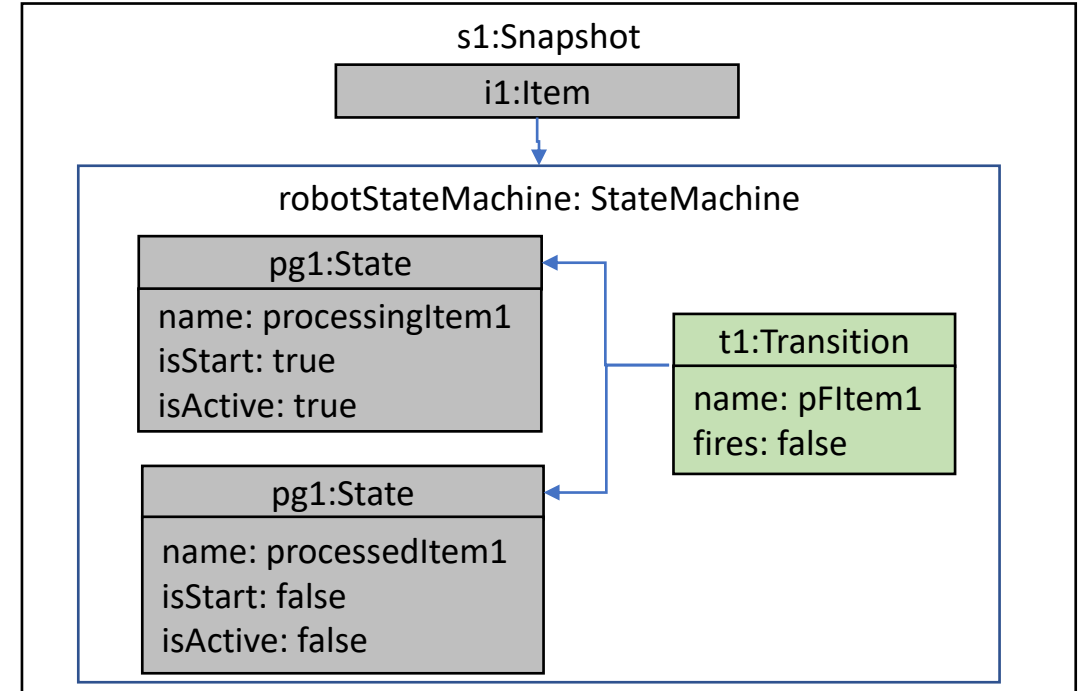 s1:Snapshot
i1:Item
robotStateMachine: StateMachine
pg1:State
name: processingItem1
isStart: true
isActive: true
t1:Transition
name: pFItem1
fires: false
pg1:State
name: processedItem1
isStart: false
isActive: false